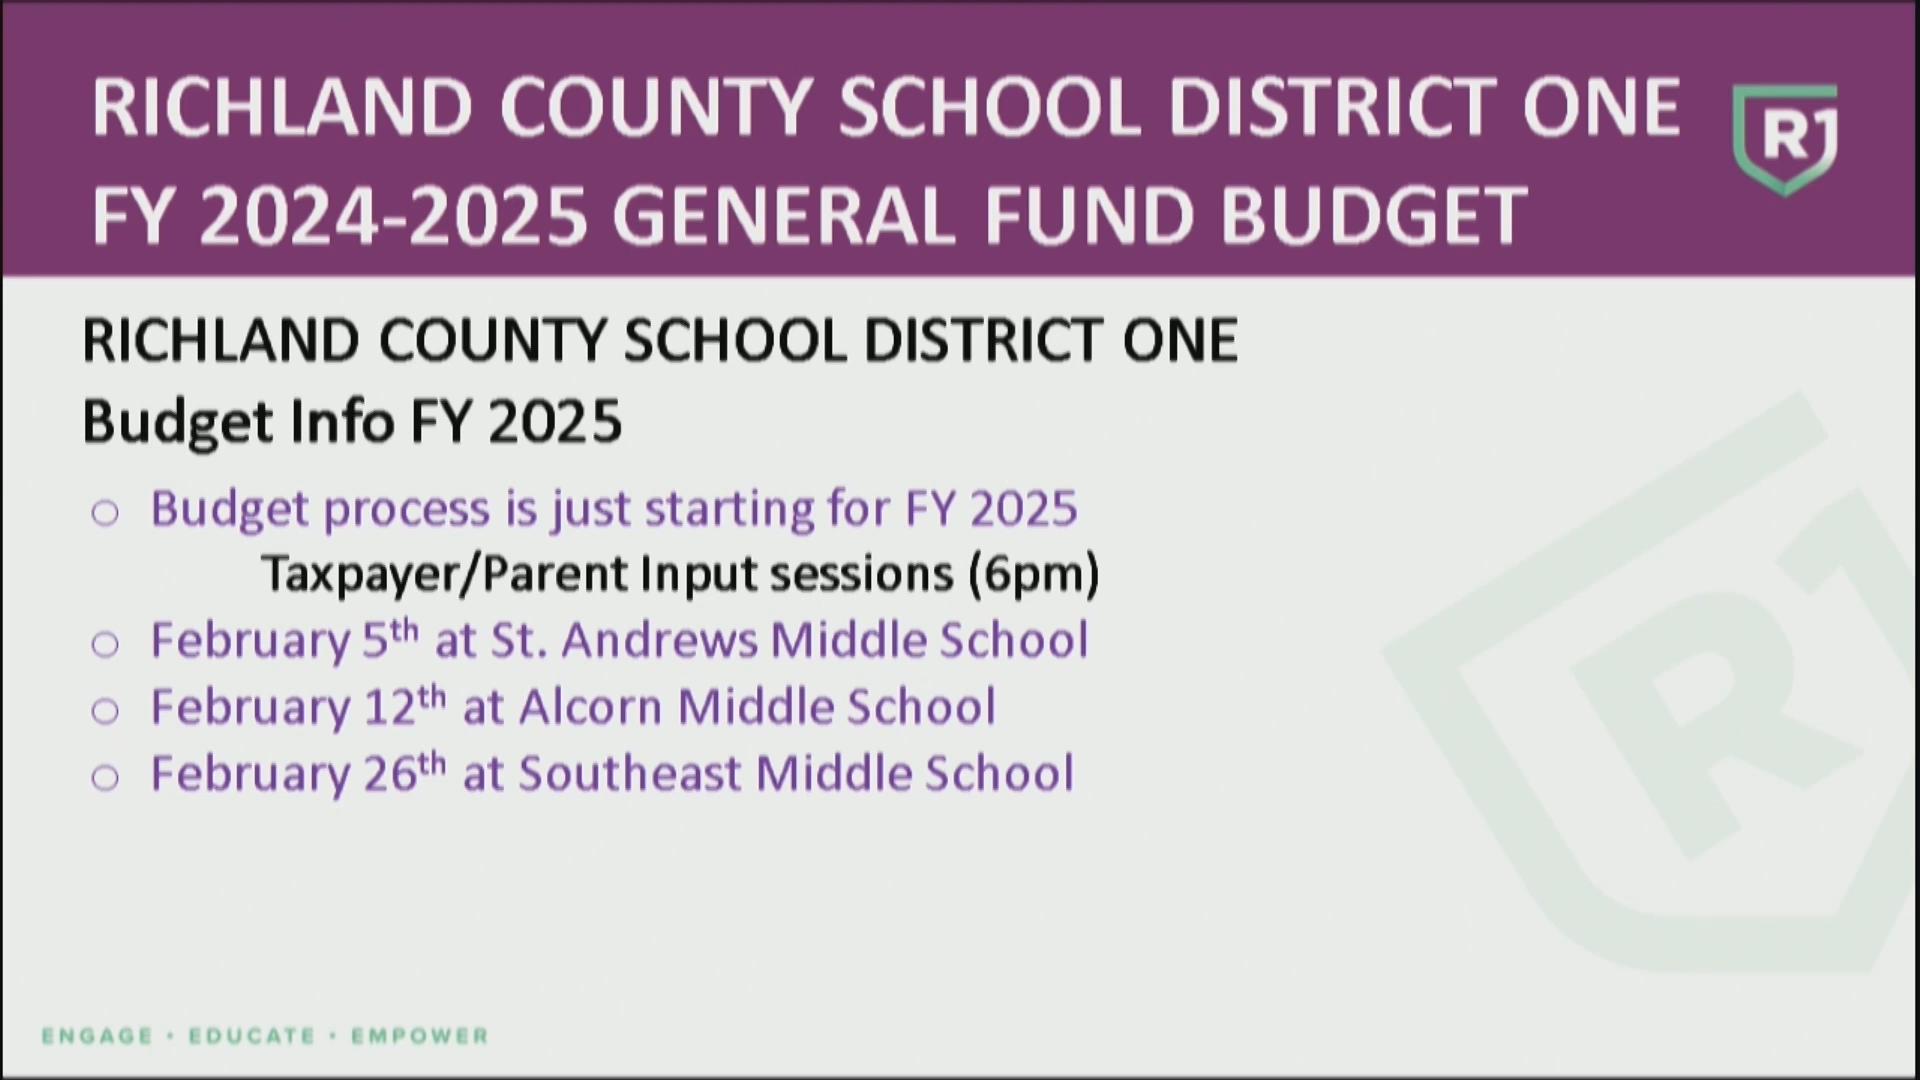 RICHLAND COUNTY SCHOOL DISTRICT ONE
R1
FY 2024-2025 GENERAL FUND BUDGET
RICHLAND COUNTY SCHOOL DISTRICT ONE
Budget Info FY 2025
○ Budget process is just starting for FY 2025
Taxpayer/Parent Input sessions (6pm)
○ February 5th at St. Andrews Middle School
○ February 12th at Alcorn Middle School
○ February 26th at Southeast Middle School
R1
ENGAGE • EDUCATE • EMPOWER